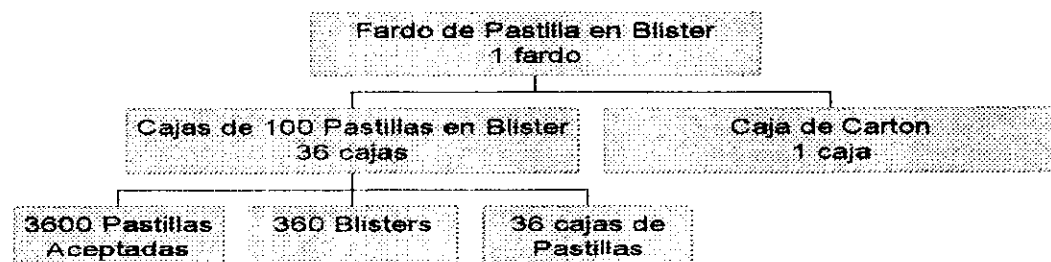 Fardo de Pastilla en Blister
1 fardo
Cajas de 100 Pastillas en Blister
36 cajas
Caja de Carton
1 caja
3600 Pastillas
Aceptadas
360 Blisters
36 cajas de
Pastillas